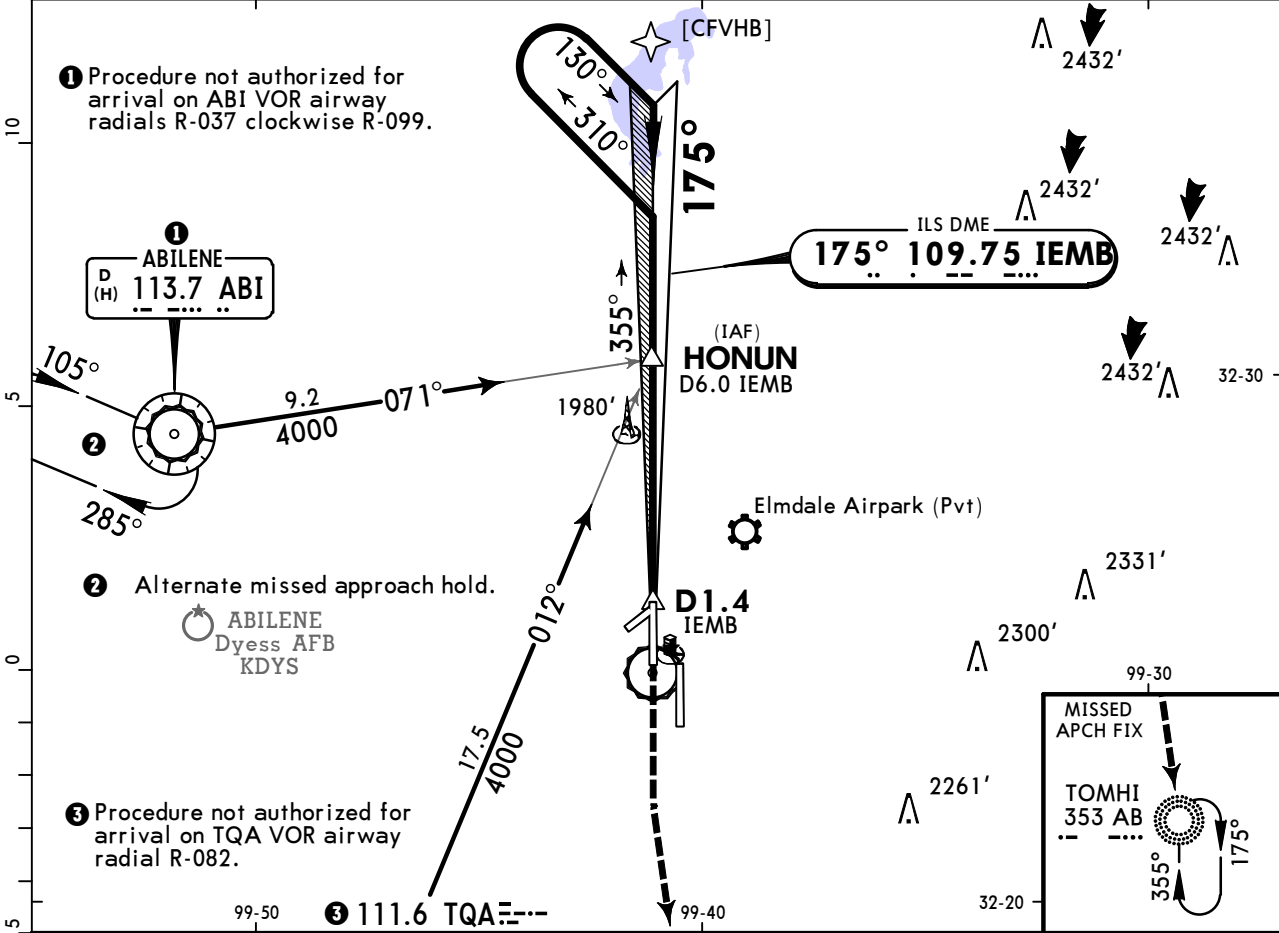 [CFVHB]
2432'
❶ Procedure not authorized for
arrival on ABI VOR airway
radials R-037 clockwise R-099.
130°
310°
175°
10
2432'
2432'
❶
ABILENE
D
(H) 113.7 ABI
ILS DME
175° 109.75 IEMB
355°
(IAF)
HONUN
D6.0 IEMB
2432'
32-30
105°
5
9.2
4000
071°
1980'
❷
285°
Elmdale Airpark (Pvt)
2331'
❷ Alternate missed approach hold.
ABILENE
Dyess AFB
KDYS
012°
D1.4
IEMB
2300'
0
99-30
MISSED
APCH FIX
17.5
4000
2261'
TOMHI
353 AB
355°
175°
❸ Procedure not authorized for
arrival on TQA VOR airway
radial R-082.
❸ 111.6 TQA
99-50
99-40
32-20
5